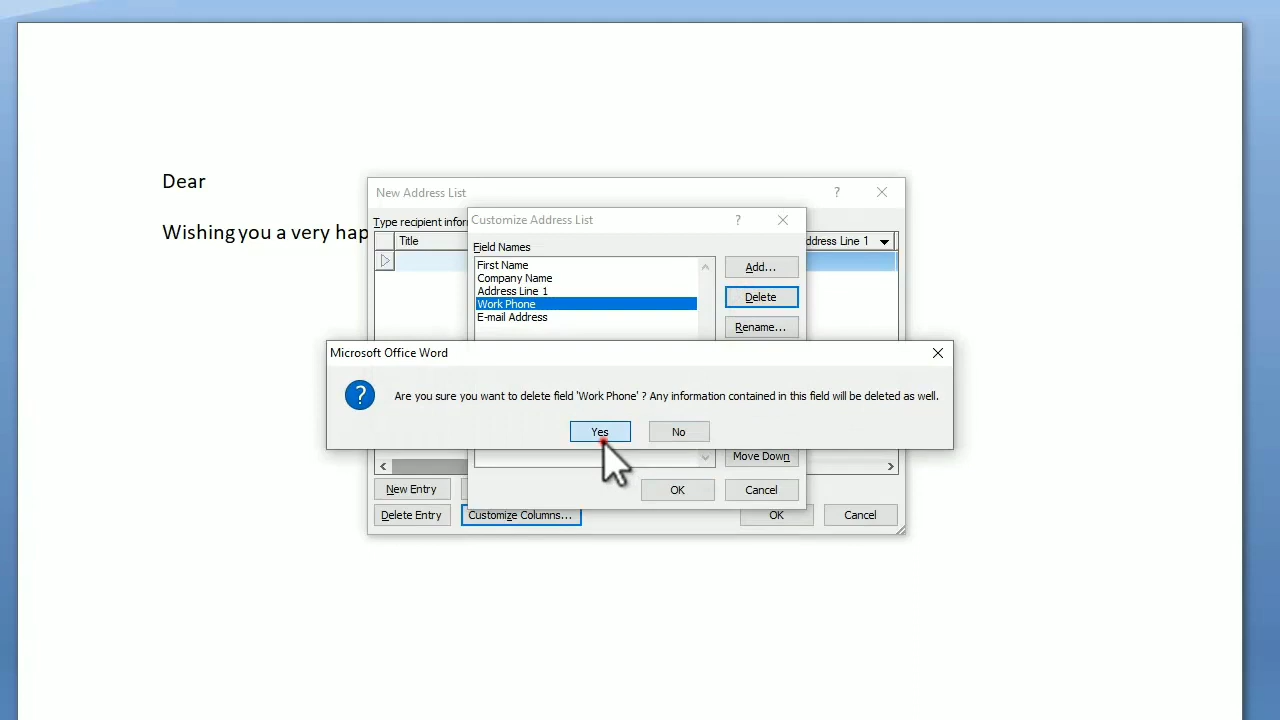 Dear
New Address List
?
Wishing you a very hap
Type recipient infor
Customize Address List
?
Title
ddress Line 1
Field Names
First Name
Company Name
Address Line 1
Work Phone
E-mail Address
Add...
Delete
Rename...
Microsoft Office Word
?
Are you sure you want to delete field 'Work Phone' ? Any information contained in this field will be deleted as well.
Yes
No
Move Down
OK
Cancel
New Entry
Delete Entry
Customize Columns...
OK
Cancel